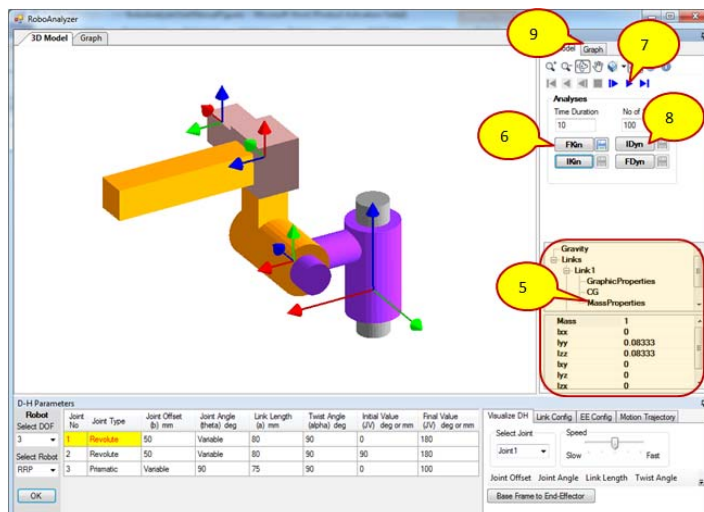 RoboAnalyzer
3D Model Graph
9
7
Graph
Analyses
Time Duration No of
10 100
8
6
FKin IDyn
IKin FDyn
Gravity
Links
Link1
GraphicProperties
5
CG
MassProperties
Mass 1
Ixx 0
Iyy 0.08333
Izz 0.08333
Ixy 0
Iyz 0
Izx 0
D-H Parameters
Robot
Select DOF
3
Select Robot
RRP
OK
Joint No Joint Type Joint Offset (b) mm Joint Angle (theta) deg Link Length (a) mm Twist Angle (alpha) deg Initial Value (JV) deg or mm Final Value (JV) deg or mm
1 Revolute 50 Variable 80 90 0 180
2 Revolute 50 Variable 80 90 90 180
3 Prismatic Variable 90 75 90 0 100
Visualize DH Link Config EE Config Motion Trajectory
Select Joint Speed
Joint1
Slow Fast
Joint Offset Joint Angle Link Length Twist Angle
Base Frame to End-Effector